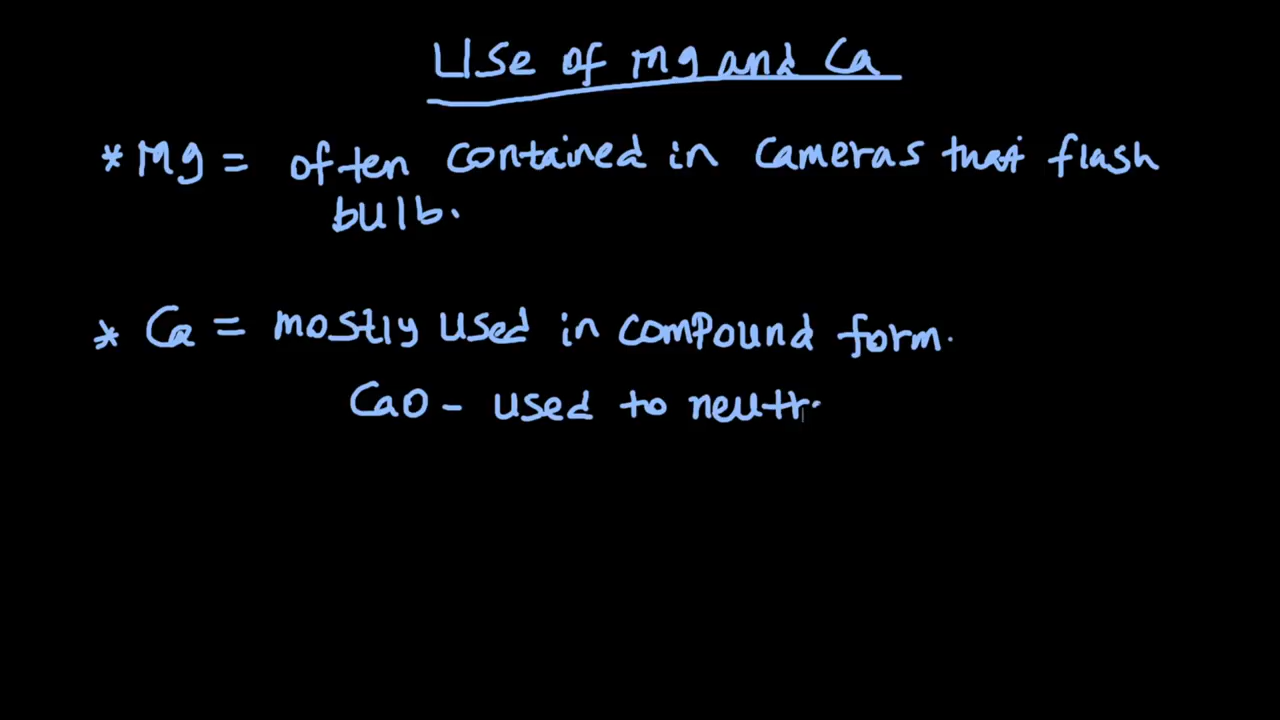 Use of Mg and Ca
* Mg = often contained in cameras that flash
bulb.
* Ca = mostly used in compound form.
CaO - used to neutr